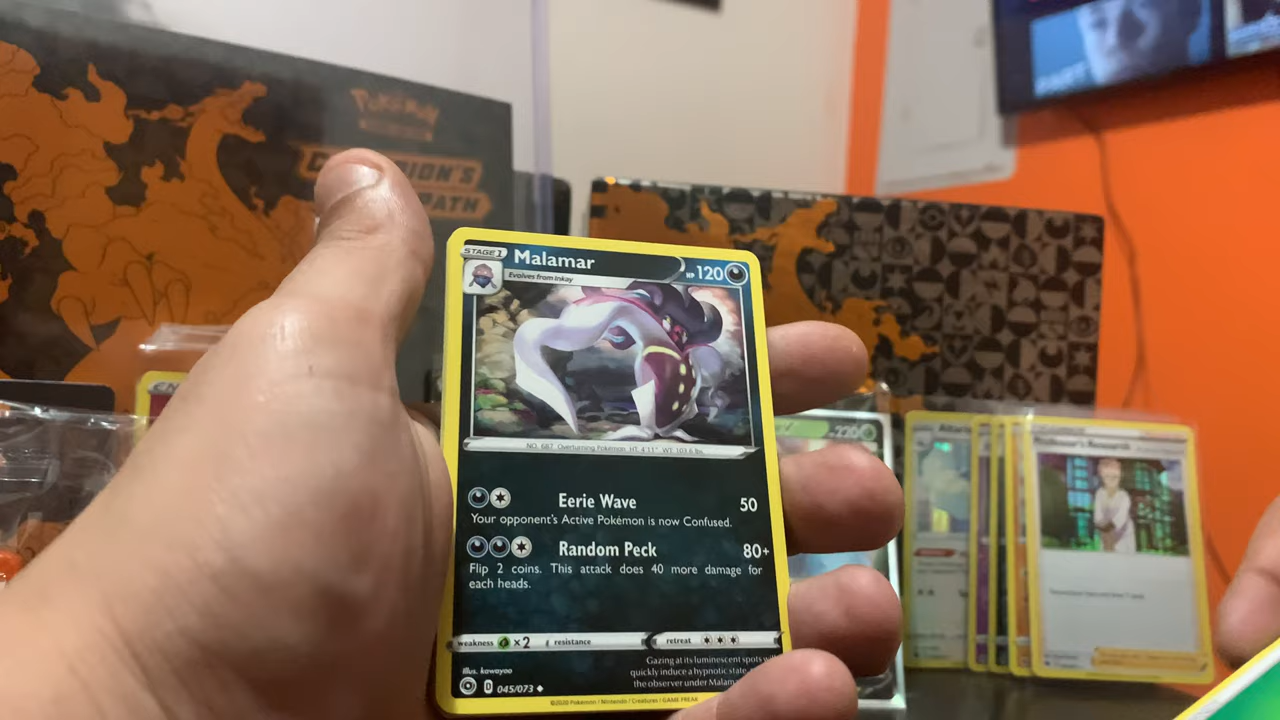 Pokémon
CHAMPION'S
PATH
STAGE 1
Malamar
HP 120
Evolves from Inkay
NO. 687 Overturning Pokémon HT: 4'11" WT: 103.6 lbs.
Eerie Wave 50
Your opponent's Active Pokémon is now Confused.
Random Peck 80+
Flip 2 coins. This attack does 40 more damage for
each heads.
weakness ×2 resistance retreat
Illus. kawayoo
Gazing at its luminescent spots
quickly induce a hypnotic state,
the observer under
D 045/073
©2020 Pokémon / Nintendo / Creatures / GAME FREAK
220
Professor's Research
PART